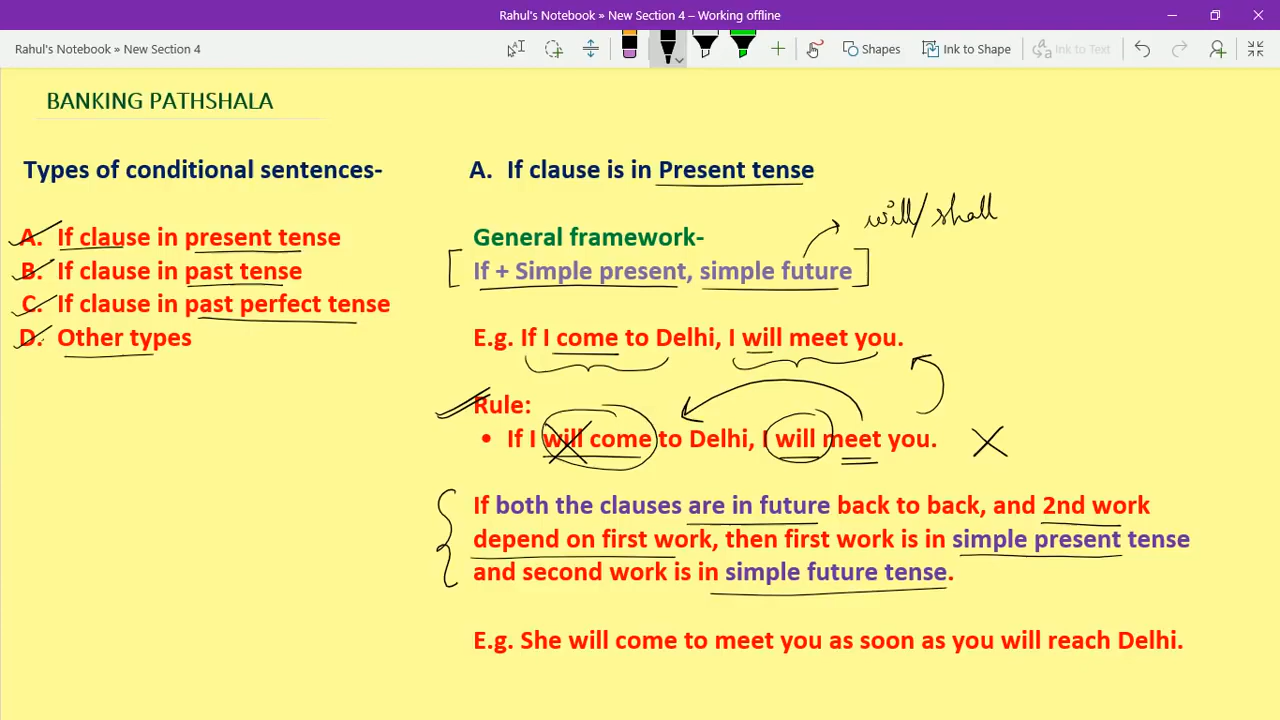 Rahul's Notebook » New Section 4 – Working offline
Rahul's Notebook » New Section 4
Shapes
Ink to Shape
Ink to Text
BANKING PATHSHALA
Types of conditional sentences-
A. If clause in present tense
B. If clause in past tense
C. If clause in past perfect tense
D. Other types
A. If clause is in Present tense
will/shall
General framework-
[If + Simple present, simple future]
E.g. If I come to Delhi, I will meet you.
Rule:
• If I will come to Delhi, I will meet you.
If both the clauses are in future back to back, and 2nd work
depend on first work, then first work is in simple present tense
and second work is in simple future tense.
E.g. She will come to meet you as soon as you will reach Delhi.